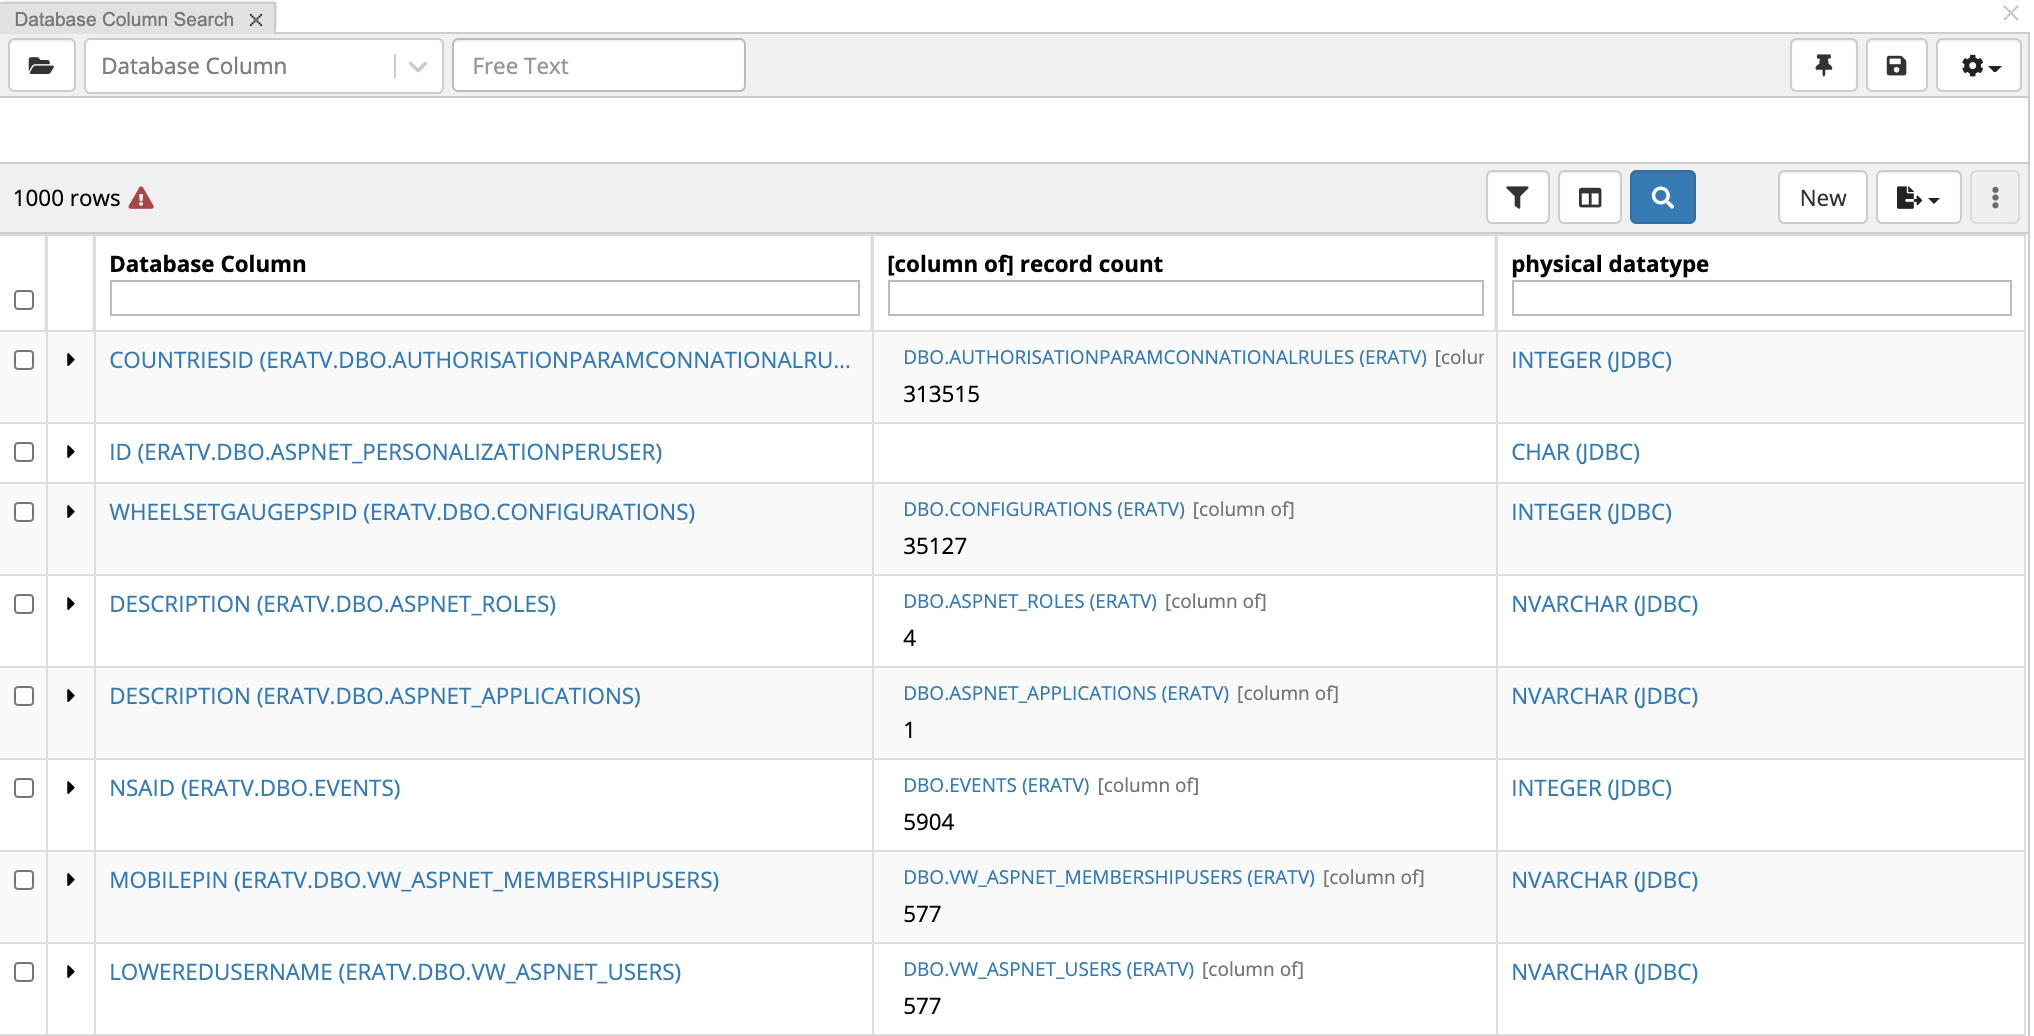 Database Column Search
Database Column
Free Text
1000 rows
New
Database Column
[column of] record count
physical datatype
COUNTRIESID (ERATV.DBO.AUTHORISATIONPARAMCONNATIONALRU...
DBO.AUTHORISATIONPARAMCONNATIONALRULES (ERATV) [colur
313515
INTEGER (JDBC)
ID (ERATV.DBO.ASPNET_PERSONALIZATIONPERUSER)
CHAR (JDBC)
WHEELSETGAUGEPSPID (ERATV.DBO.CONFIGURATIONS)
DBO.CONFIGURATIONS (ERATV) [column of]
35127
INTEGER (JDBC)
DESCRIPTION (ERATV.DBO.ASPNET_ROLES)
DBO.ASPNET_ROLES (ERATV) [column of]
4
NVARCHAR (JDBC)
DESCRIPTION (ERATV.DBO.ASPNET_APPLICATIONS)
DBO.ASPNET_APPLICATIONS (ERATV) [column of]
1
NVARCHAR (JDBC)
NSAID (ERATV.DBO.EVENTS)
DBO.EVENTS (ERATV) [column of]
5904
INTEGER (JDBC)
MOBILEPIN (ERATV.DBO.VW_ASPNET_MEMBERSHIPUSERS)
DBO.VW_ASPNET_MEMBERSHIPUSERS (ERATV) [column of]
577
NVARCHAR (JDBC)
LOWEREDUSERNAME (ERATV.DBO.VW_ASPNET_USERS)
DBO.VW_ASPNET_USERS (ERATV) [column of]
577
NVARCHAR (JDBC)